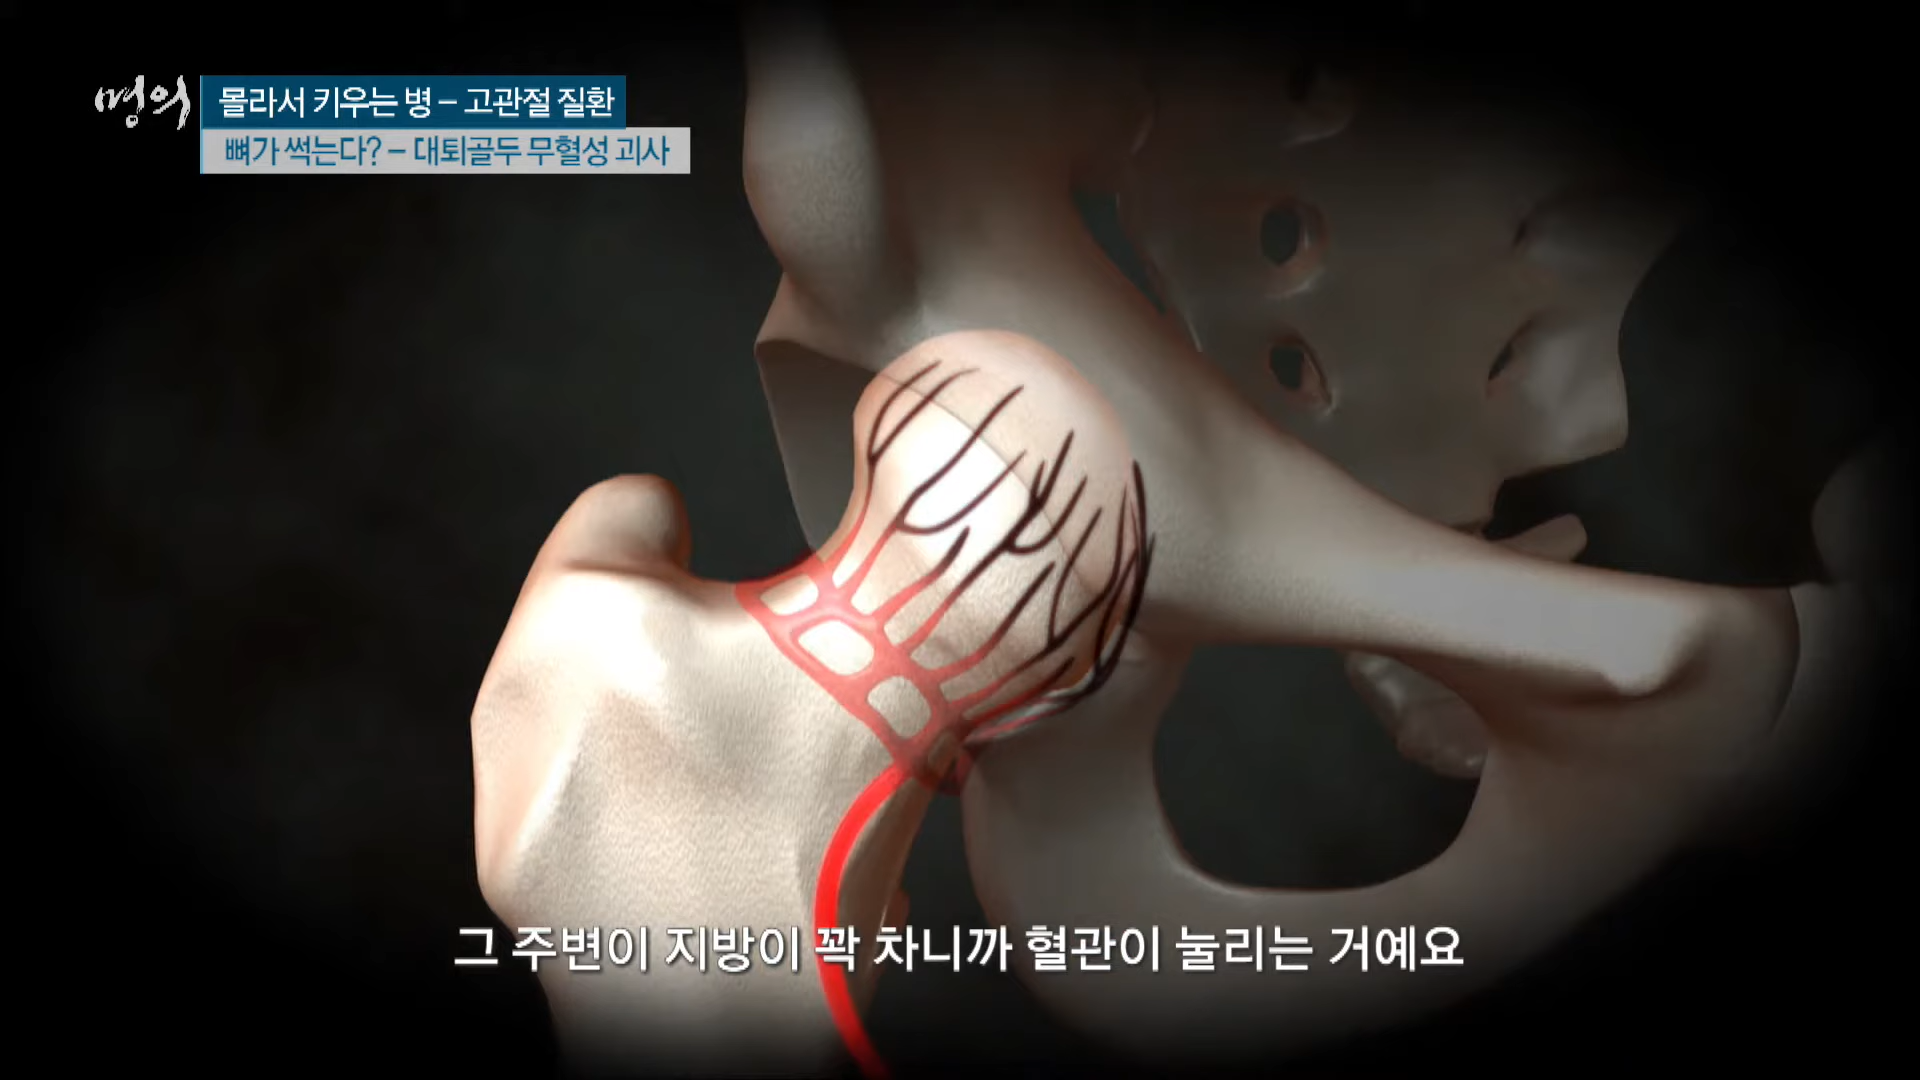 명의
몰라서 키우는 병 – 고관절 질환
뼈가 썩는다? – 대퇴골두 무혈성 괴사
그 주변이 지방이 꽉 차니까 혈관이 눌리는 거예요